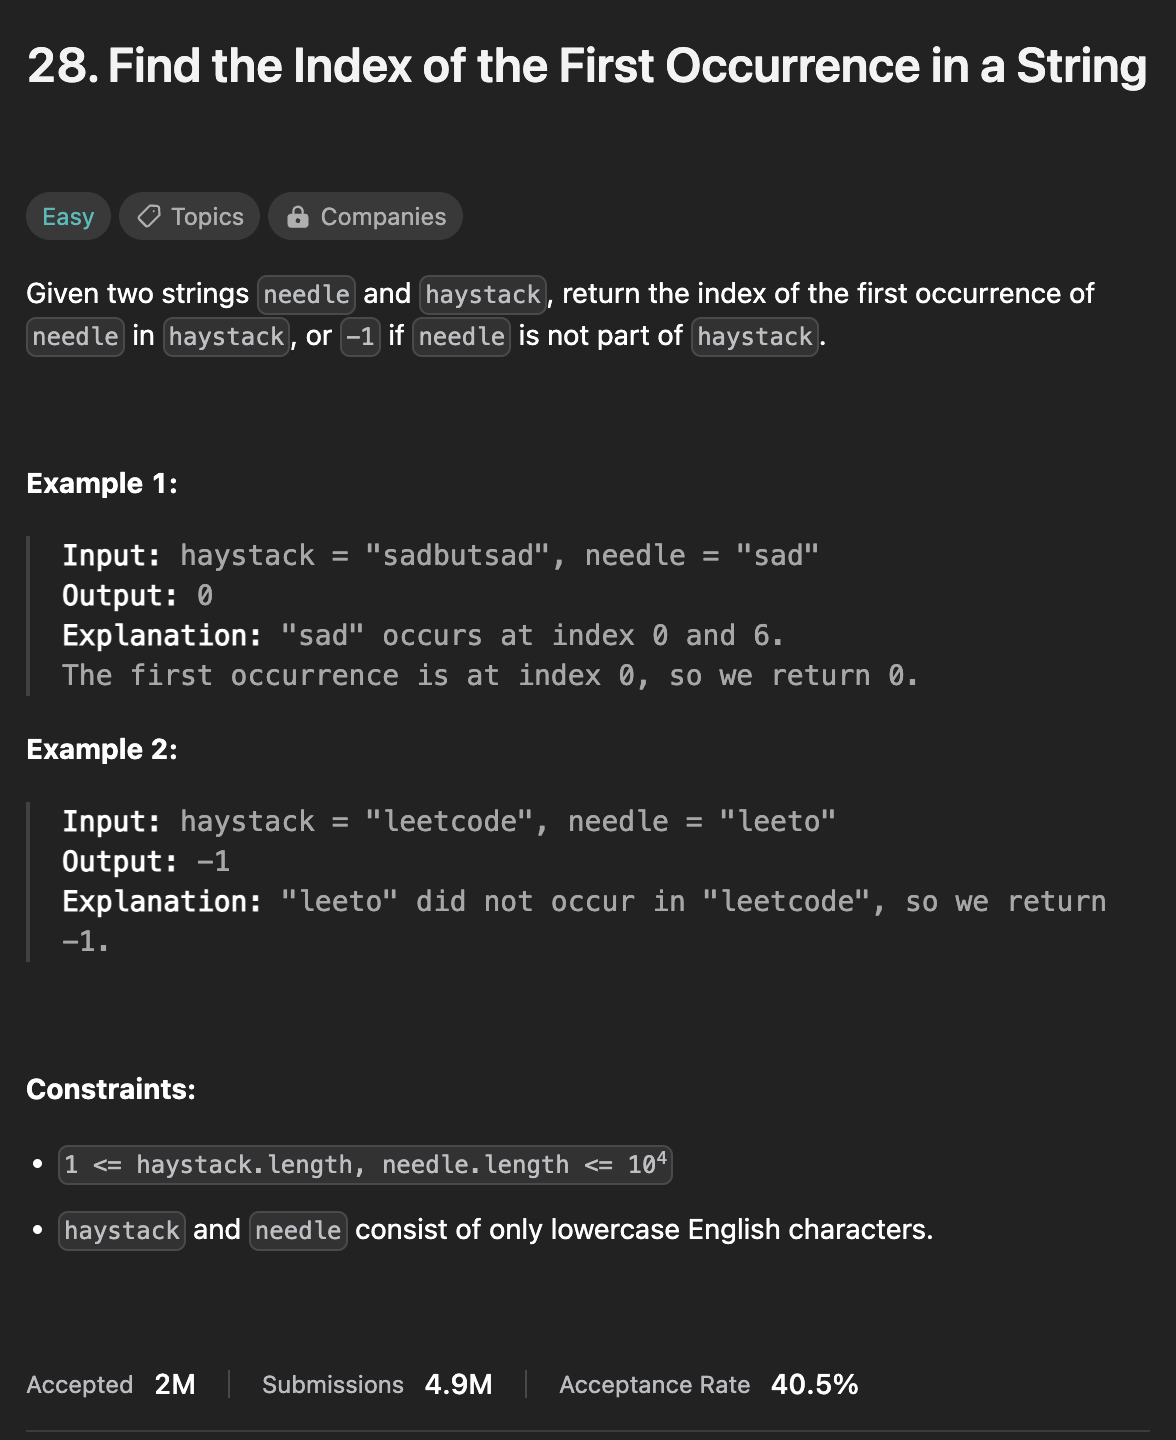 28. Find the Index of the First Occurrence in a String
Easy Topics Companies
Given two strings needle and haystack, return the index of the first occurrence of
needle in haystack, or -1 if needle is not part of haystack.
Example 1:
Input: haystack = "sadbutsad", needle = "sad"
Output: 0
Explanation: "sad" occurs at index 0 and 6.
The first occurrence is at index 0, so we return 0.
Example 2:
Input: haystack = "leetcode", needle = "leeto"
Output: -1
Explanation: "leeto" did not occur in "leetcode", so we return
-1.
Constraints:
• 1 <= haystack.length, needle.length <= 10⁴
• haystack and needle consist of only lowercase English characters.
Accepted 2M | Submissions 4.9M | Acceptance Rate 40.5%